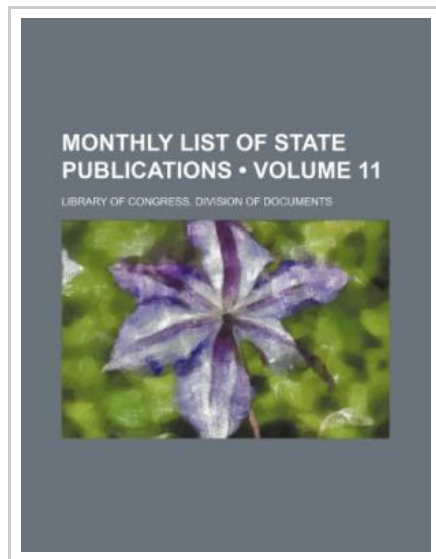 MONTHLY LIST OF STATE
PUBLICATIONS (VOLUME 11
LIBRARY OF CONGRESS. DIVISION OF DOCUMENTS